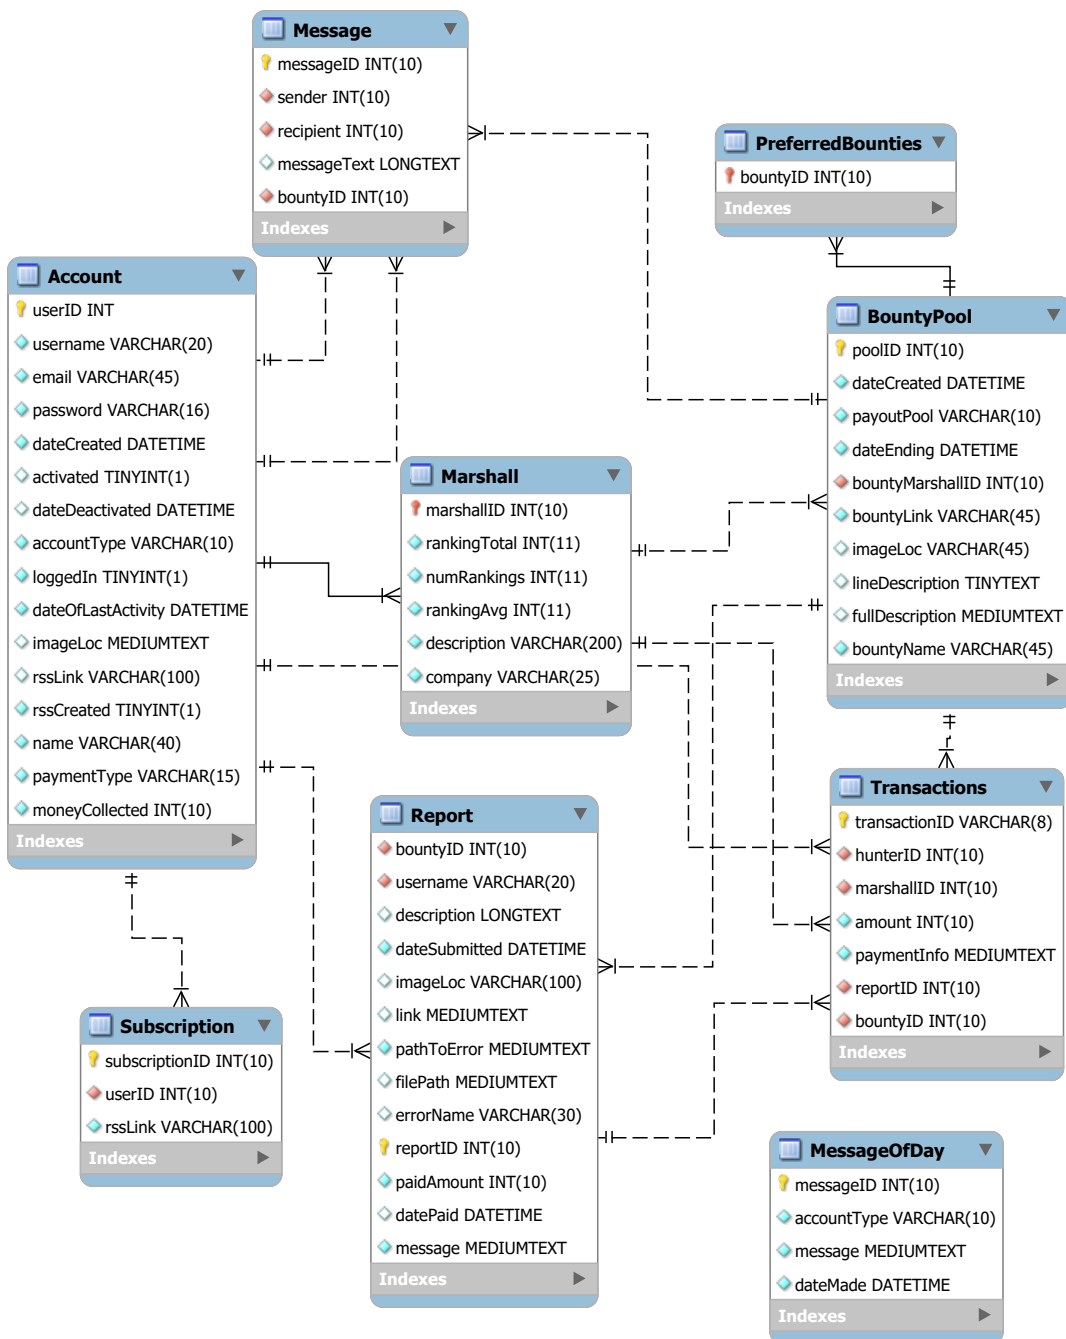 Message
messageID INT(10)
sender INT(10)
recipient INT(10)
messageText LONGTEXT
bountyID INT(10)
Indexes
PreferredBounties
bountyID INT(10)
Indexes
Account
userID INT
username VARCHAR(20)
email VARCHAR(45)
password VARCHAR(16)
dateCreated DATETIME
activated TINYINT(1)
dateDeactivated DATETIME
accountType VARCHAR(10)
loggedIn TINYINT(1)
dateOfLastActivity DATETIME
imageLoc MEDIUMTEXT
rssLink VARCHAR(100)
rssCreated TINYINT(1)
name VARCHAR(40)
paymentType VARCHAR(15)
moneyCollected INT(10)
Indexes
BountyPool
poolID INT(10)
dateCreated DATETIME
payoutPool VARCHAR(10)
dateEnding DATETIME
bountyMarshallID INT(10)
bountyLink VARCHAR(45)
imageLoc VARCHAR(45)
lineDescription TINYTEXT
fullDescription MEDIUMTEXT
bountyName VARCHAR(45)
Indexes
Marshall
marshallID INT(10)
rankingTotal INT(11)
numRankings INT(11)
rankingAvg INT(11)
description VARCHAR(200)
company VARCHAR(25)
Indexes
Transactions
transactionID VARCHAR(8)
hunterID INT(10)
marshallID INT(10)
amount INT(10)
paymentInfo MEDIUMTEXT
reportID INT(10)
bountyID INT(10)
Indexes
Report
bountyID INT(10)
username VARCHAR(20)
description LONGTEXT
dateSubmitted DATETIME
imageLoc VARCHAR(100)
link MEDIUMTEXT
pathToError MEDIUMTEXT
filePath MEDIUMTEXT
errorName VARCHAR(30)
reportID INT(10)
paidAmount INT(10)
datePaid DATETIME
message MEDIUMTEXT
Indexes
Subscription
subscriptionID INT(10)
userID INT(10)
rssLink VARCHAR(100)
Indexes
MessageOfDay
messageID INT(10)
accountType VARCHAR(10)
message MEDIUMTEXT
dateMade DATETIME
Indexes